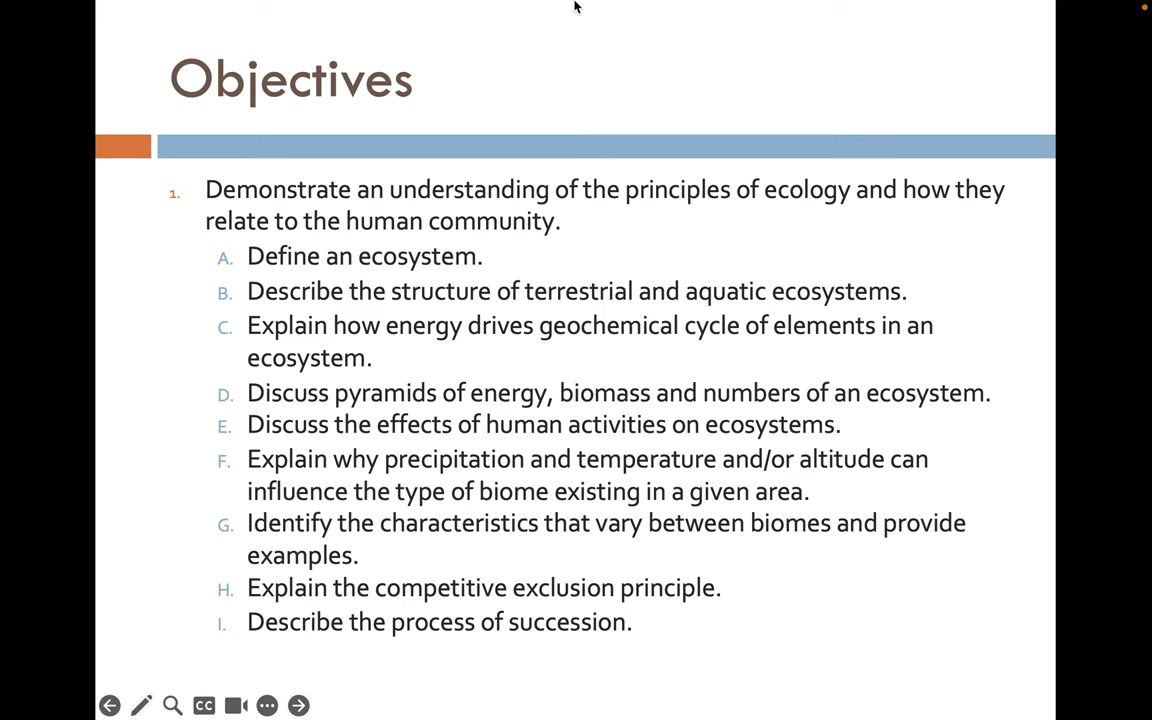 Objectives
1. Demonstrate an understanding of the principles of ecology and how they
relate to the human community.
A. Define an ecosystem.
B. Describe the structure of terrestrial and aquatic ecosystems.
C. Explain how energy drives geochemical cycle of elements in an
ecosystem.
D. Discuss pyramids of energy, biomass and numbers of an ecosystem.
E. Discuss the effects of human activities on ecosystems.
F. Explain why precipitation and temperature and/or altitude can
influence the type of biome existing in a given area.
G. Identify the characteristics that vary between biomes and provide
examples.
H. Explain the competitive exclusion principle.
I. Describe the process of succession.
CC